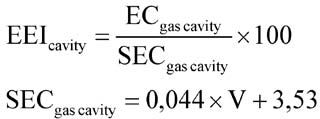 EEI_cavity = EC_gas cavity / SEC_gas cavity × 100
SEC_gas cavity = 0,044 × V + 3,53